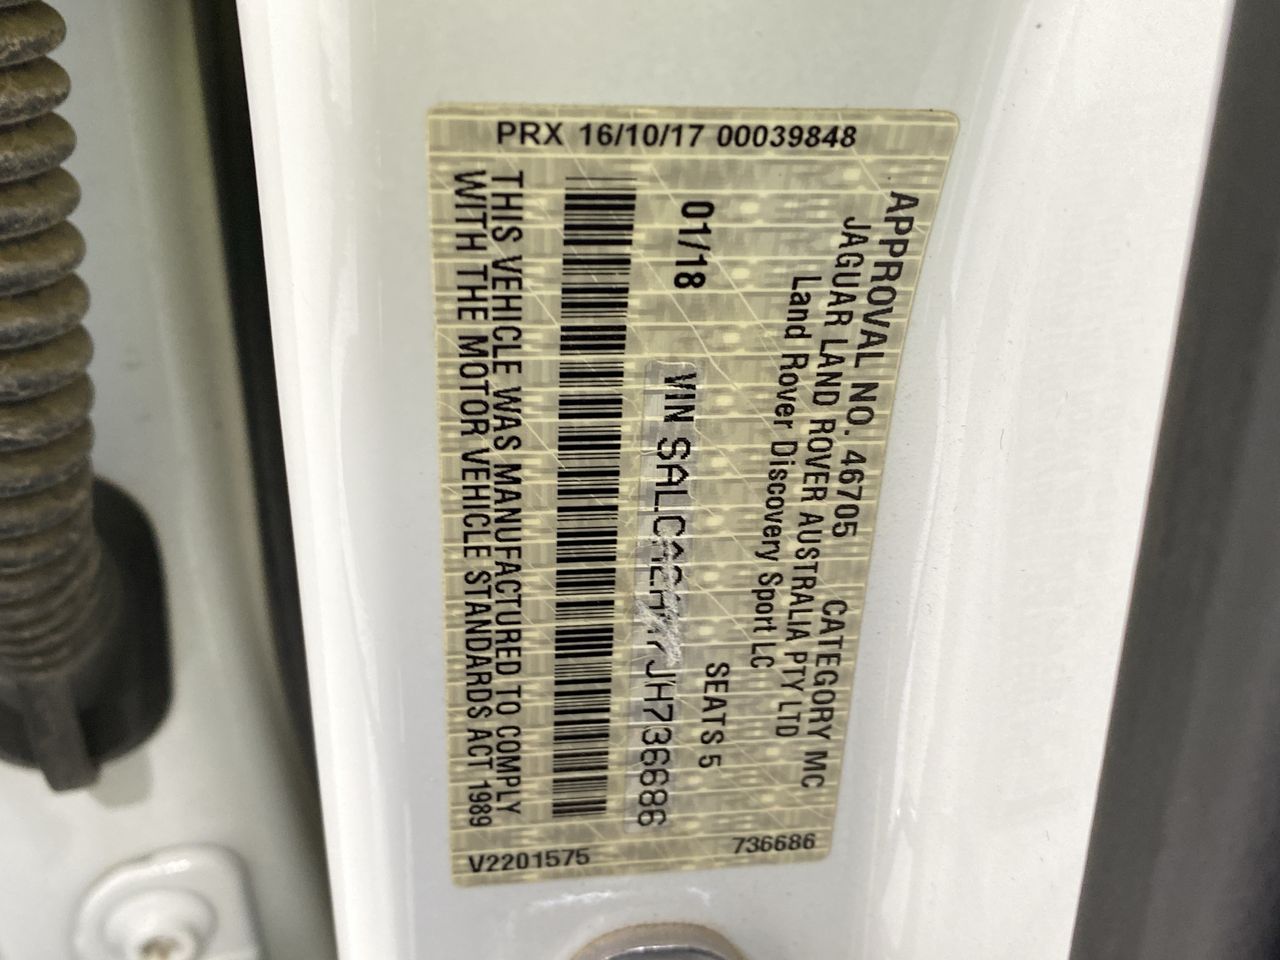 PRX 16/10/17 00039848
APPROVAL NO. 46705 CATEGORY MC
JAGUAR LAND ROVER AUSTRALIA PTY LTD
Land Rover Discovery Sport LC
01/18 SEATS 5
VIN
THIS VEHICLE WAS MANUFACTURED TO COMPLY
WITH THE MOTOR VEHICLE STANDARDS ACT 1989
V2201575 736686